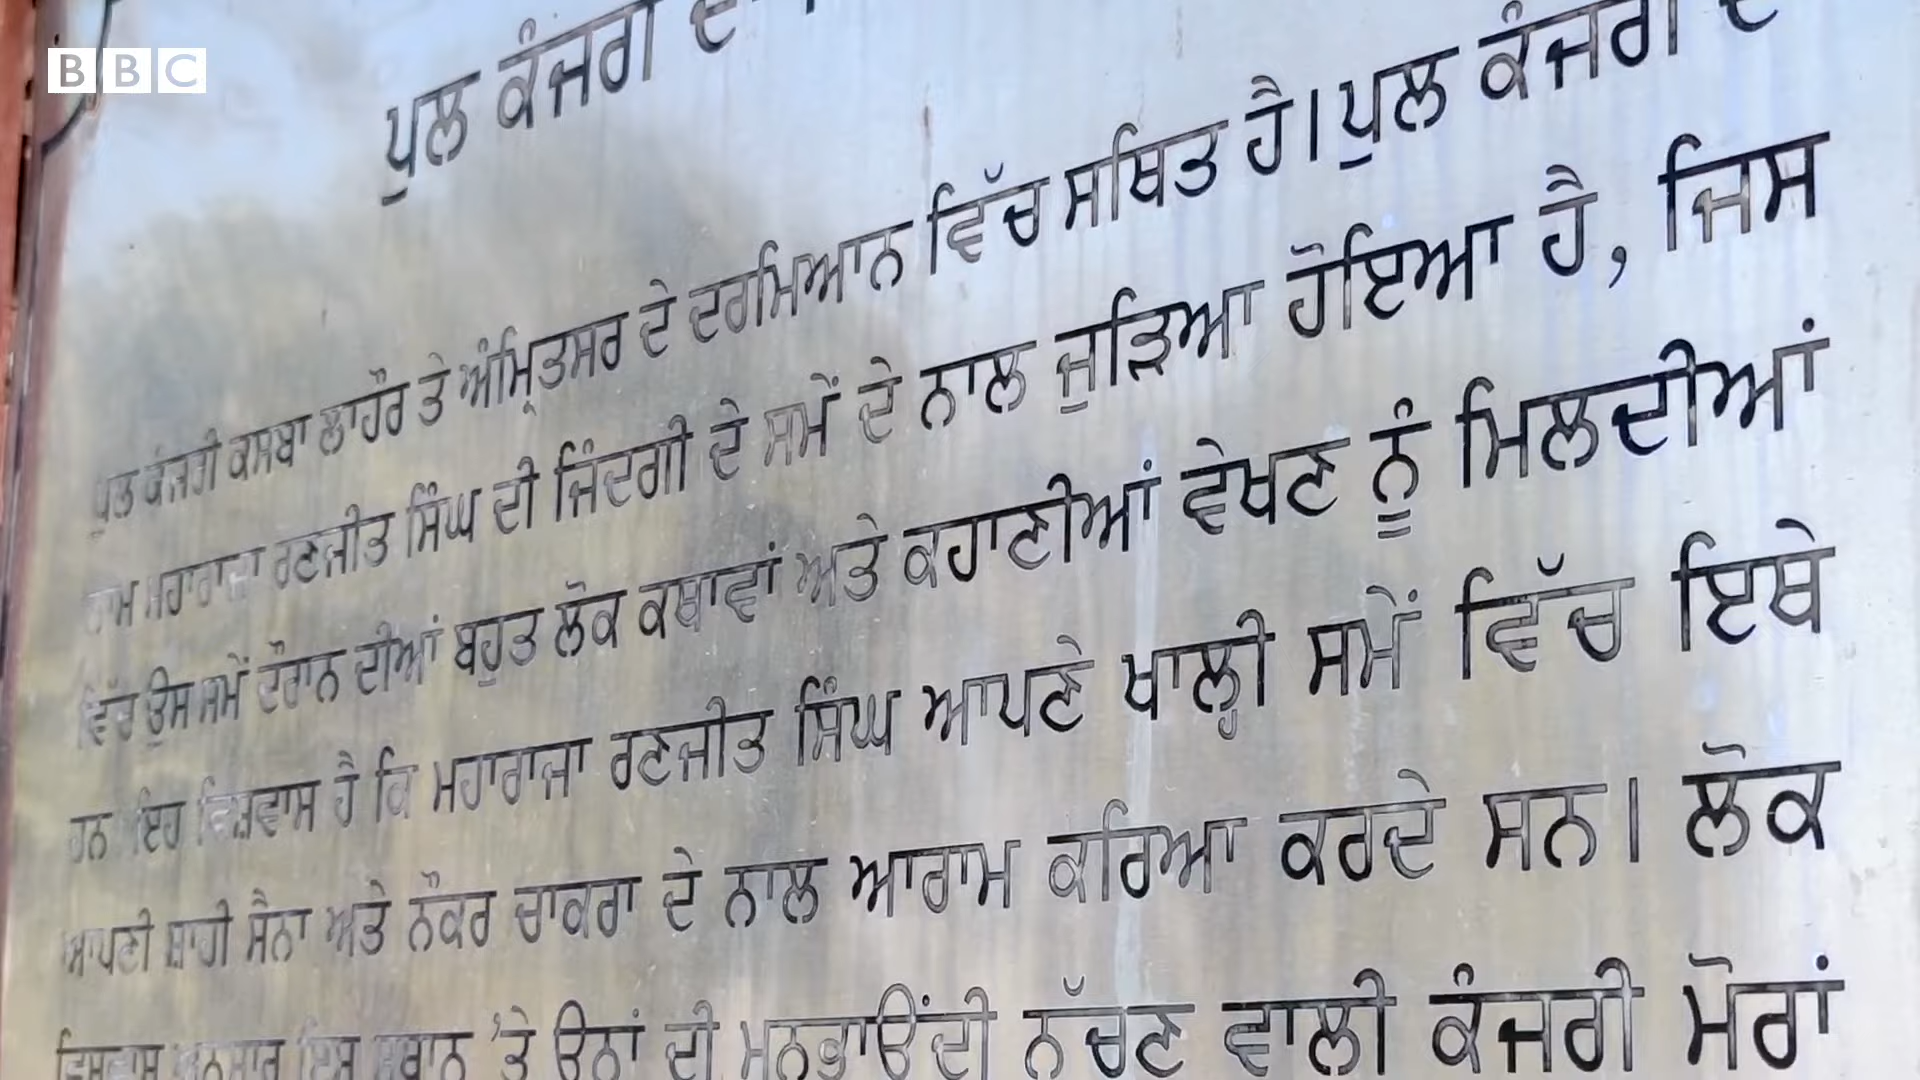 BBC
ਪੁਲ ਕੰਜਰੀ
ਪੁਲ ਕੰਜਰੀ ਕਸਬਾ ਲਾਹੌਰ ਤੇ ਅੰਮ੍ਰਿਤਸਰ ਦੇ ਦਰਮਿਆਨ ਵਿੱਚ ਸਥਿਤ ਹੈ। ਪੁਲ ਕੰਜਰੀ ਦਾ
ਨਾਮ ਮਹਾਰਾਜਾ ਰਣਜੀਤ ਸਿੰਘ ਦੀ ਜਿੰਦਗੀ ਦੇ ਸਮੇਂ ਦੇ ਨਾਲ ਜੁੜਿਆ ਹੋਇਆ ਹੈ, ਜਿਸ
ਵਿੱਚ ਉਸ ਸਮੇਂ ਦੌਰਾਨ ਦੀਆਂ ਬਹੁਤ ਲੋਕ ਕਥਾਵਾਂ ਅਤੇ ਕਹਾਣੀਆਂ ਵੇਖਣ ਨੂੰ ਮਿਲਦੀਆਂ
ਹਨ ਇਹ ਵਿਸ਼ਵਾਸ ਹੈ ਕਿ ਮਹਾਰਾਜਾ ਰਣਜੀਤ ਸਿੰਘ ਆਪਣੇ ਖਾਲ੍ਹੀ ਸਮੇਂ ਵਿੱਚ ਇਥੇ
ਆਪਣੀ ਸ਼ਾਹੀ ਸੈਨਾ ਅਤੇ ਨੌਕਰ ਚਾਕਰਾ ਦੇ ਨਾਲ ਆਰਾਮ ਕਰਿਆ ਕਰਦੇ ਸਨ। ਲੋਕ
ਅਨੁਸਾਰ ਇਸ ਸਥਾਨ 'ਤੇ ਉਨਾਂ ਦੀ ਮਨਭਾਉਂਦੀ ਨੱਚਣ ਵਾਲੀ ਕੰਜਰੀ ਮੋਰਾਂ